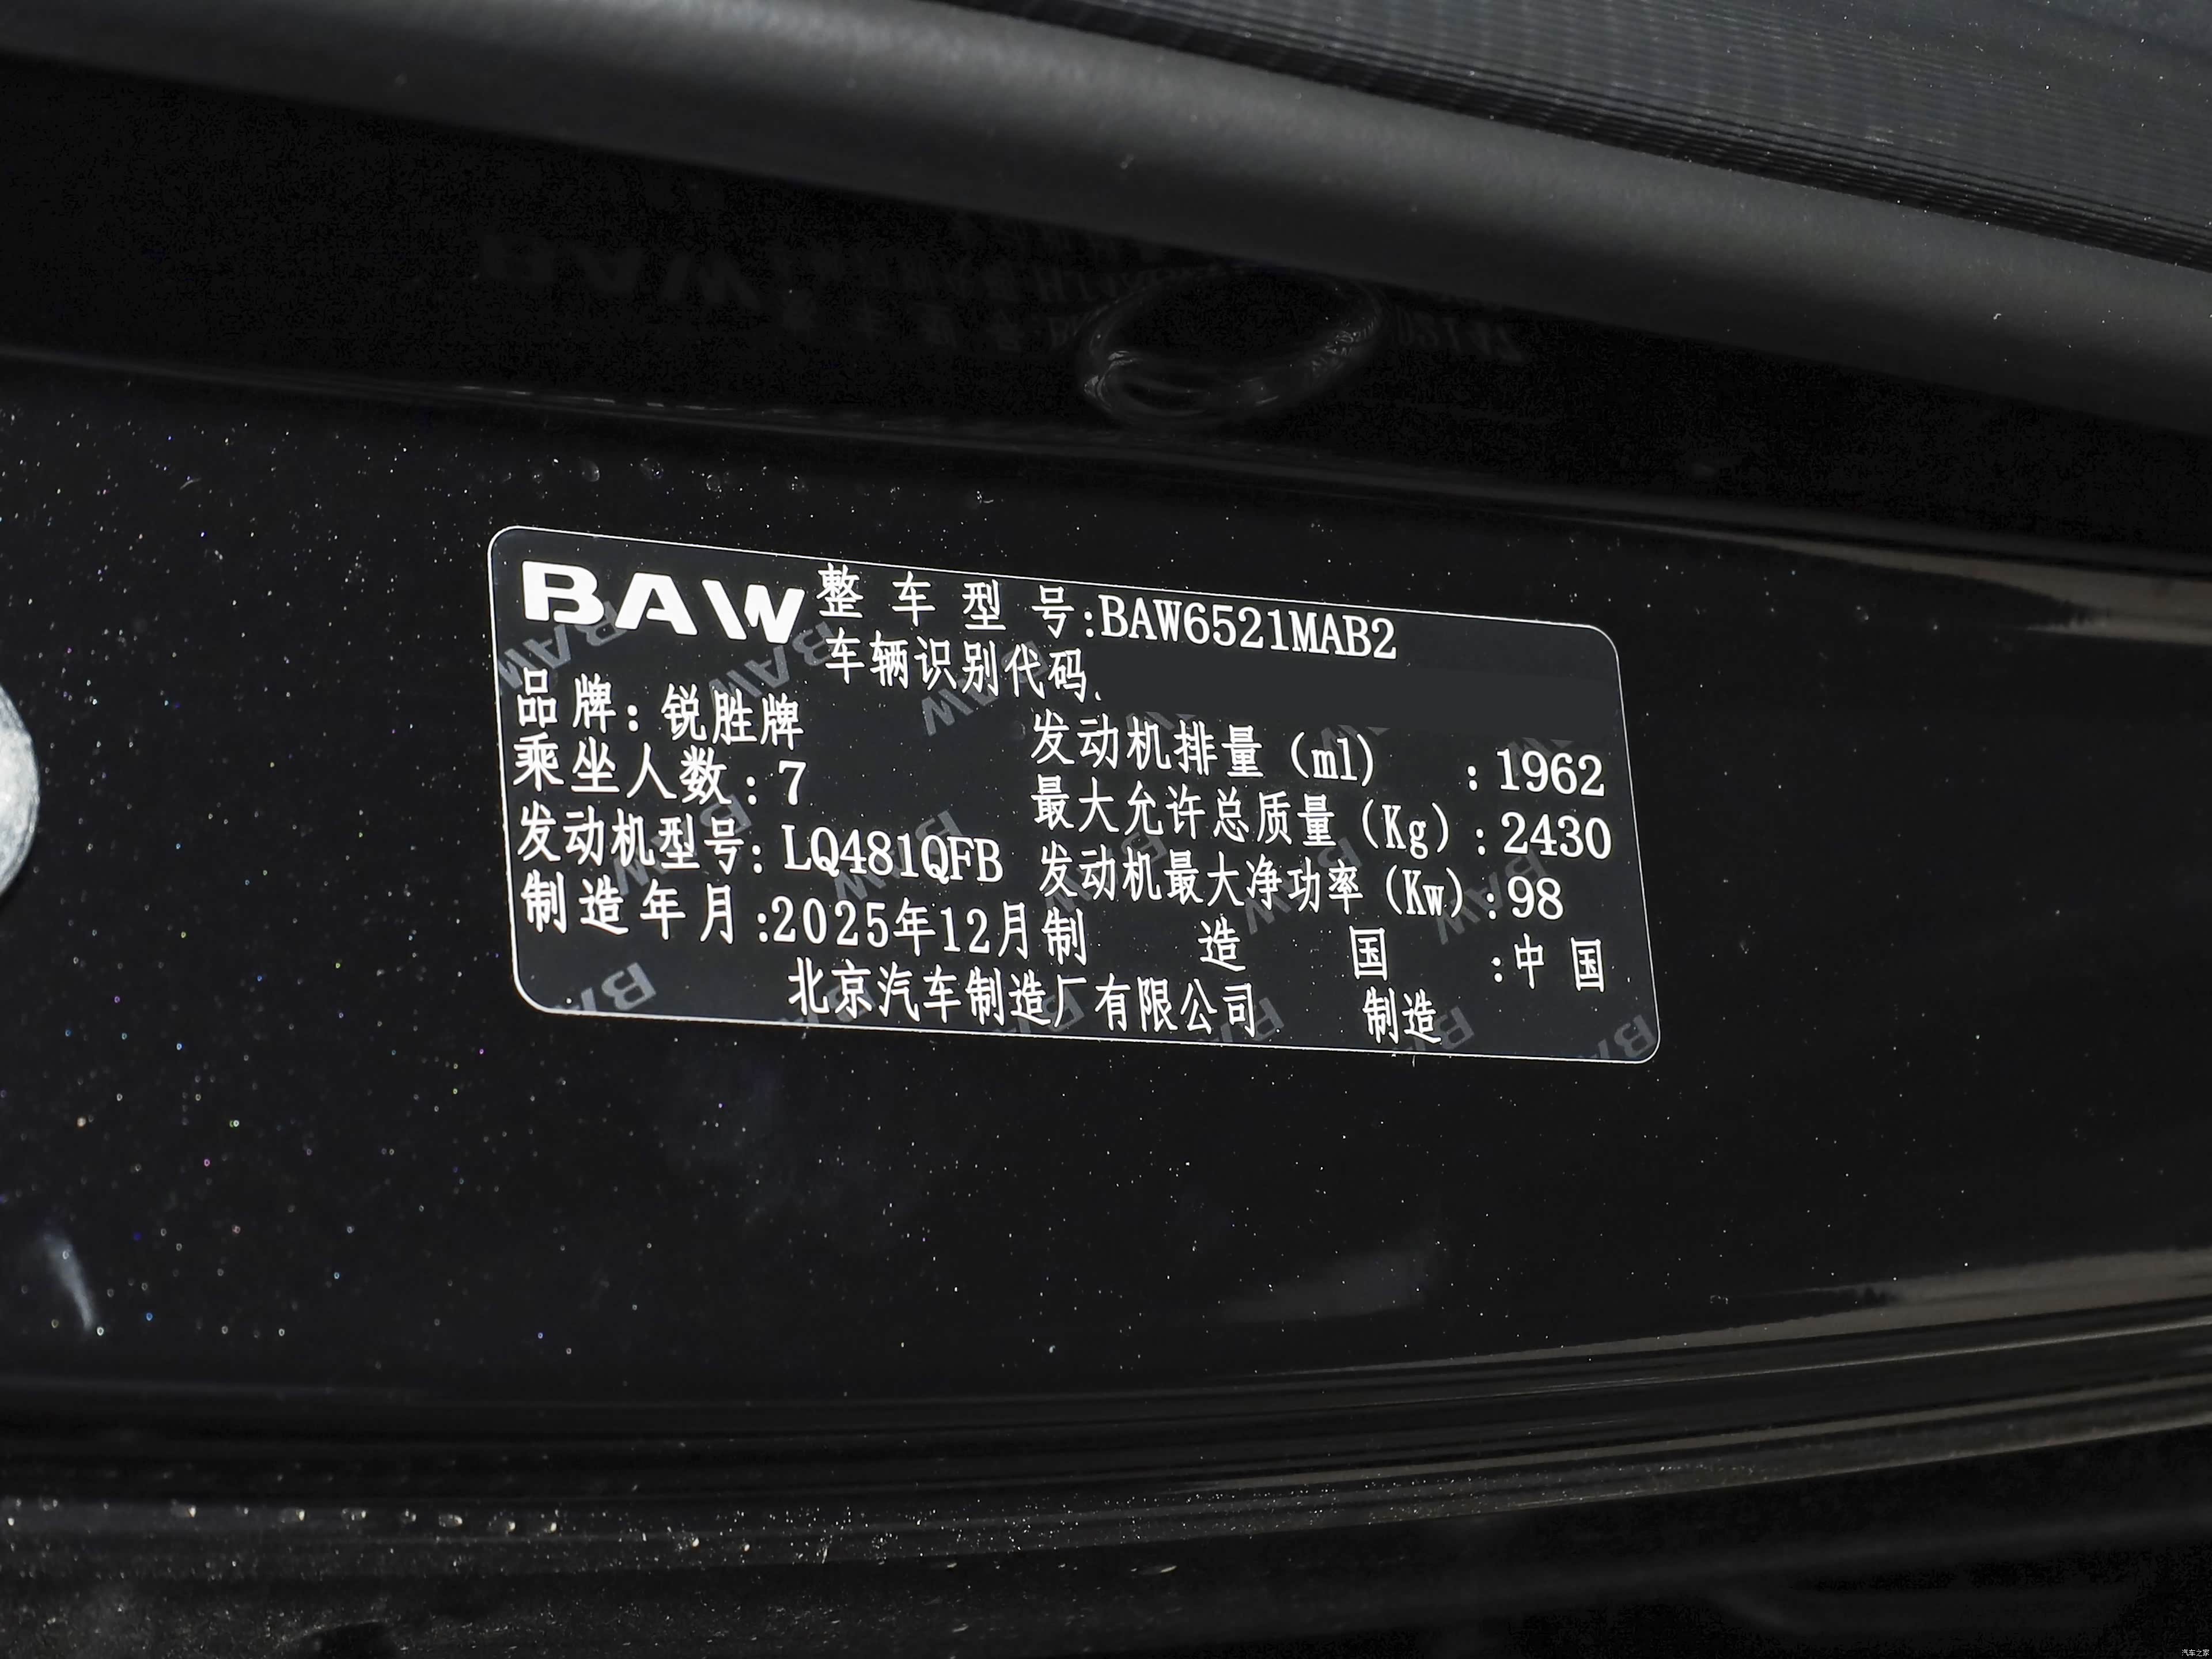 BAW 整车型号:BAW6521MAB2
车辆识别代码
品牌: 锐胜牌 发动机排量(ml) :1962
乘坐人数:7 最大允许总质量(Kg):2430
发动机型号: LQ481QFB 发动机最大净功率(Kw):98
制造年月:2025年12月 制造国:中国
北京汽车制造厂有限公司 制造
汽车之家